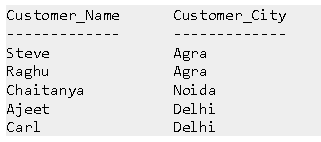 Customer_Name      Customer_City
-------------      -------------
Steve              Agra
Raghu              Agra
Chaitanya          Noida
Ajeet              Delhi
Carl               Delhi